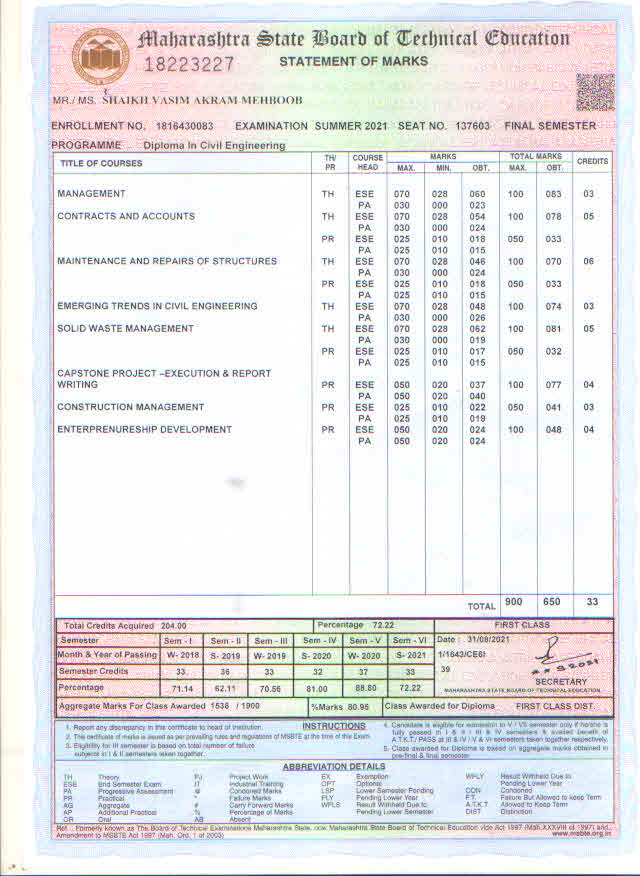 Maharashtra State Board of Technical Education
18223227
STATEMENT OF MARKS
MR./ MS. SHAIKH VASIM AKRAM MEHBOOB
ENROLLMENT NO. 1816430083 EXAMINATION SUMMER 2021 SEAT NO. 137603 FINAL SEMESTER
PROGRAMME Diploma In Civil Engineering
TITLE OF COURSES TH/ PR COURSE HEAD MARKS MAX. MIN. OBT. TOTAL MARKS MAX. OBT. CREDITS
MANAGEMENT TH ESE 070 028 060 100 083 03
PA 030 000 023
CONTRACTS AND ACCOUNTS TH ESE 070 028 054 100 078 05
PA 030 000 024
PR ESE 025 010 018 050 033
PA 025 010 015
MAINTENANCE AND REPAIRS OF STRUCTURES TH ESE 070 028 046 100 070 06
PA 030 000 024
PR ESE 025 010 018 050 033
PA 025 010 015
EMERGING TRENDS IN CIVIL ENGINEERING TH ESE 070 028 048 100 074 03
PA 030 000 026
SOLID WASTE MANAGEMENT TH ESE 070 028 062 100 081 05
PA 030 000 019
PR ESE 025 010 017 050 032
PA 025 010 015
CAPSTONE PROJECT –EXECUTION & REPORT
WRITING PR ESE 050 020 037 100 077 04
PA 050 020 040
CONSTRUCTION MANAGEMENT PR ESE 025 010 022 050 041 03
PA 025 010 019
ENTERPRENURESHIP DEVELOPMENT PR ESE 050 020 024 100 048 04
PA 050 020 024
TOTAL 900 650 33
Total Credits Acquired 204.00 Percentage 72.22 FIRST CLASS
Semester Sem - I Sem - II Sem - III Sem - IV Sem - V Sem - VI Date : 31/08/2021
Month & Year of Passing W- 2018 S- 2019 W- 2019 S- 2020 W- 2020 S- 2021 1/1643/CE6I
Semester Credits 33 36 33 32 37 33 39
Percentage 71.14 62.11 70.56 81.00 88.80 72.22
SECRETARY
MAHARASHTRA STATE BOARD OF TECHNICAL EDUCATION
Aggregate Marks For Class Awarded 1538 / 1900 %Marks 80.95 Class Awarded for Diploma FIRST CLASS DIST.
INSTRUCTIONS
1. Report any discrepancy in this certificate to head of institution.
2. This certificate of marks is issued as per prevailing rules and regulations of MSBTE at the time of this Exam.
3. Eligibility for III semester is based on total number of failure
subjects in I & II semesters taken together.
4. Candidate is eligible for admission to V / VII semester only if he/she is
fully passed in I & II / III & IV semesters & availed benefit of
A.T.K.T./ PASS at III & IV / V & VI semesters taken together respectively.
5. Class awarded for Diploma is based on aggregate marks obtained in
pre-final & final semester.
ABBREVIATION DETAILS
TH Theory PJ Project Work EX Exemption WFLY Result Withheld Due to
ESE End Semester Exam IT Industrial Training OPT Optional Pending Lower Year
PA Progressive Assessment @ Condoned Marks LSP Lower Semester Pending CON Condoned
PR Practical * Failure Marks PLY Pending Lower Year F.T. Failure But Allowed to Keep Term
AG Aggregate # Carry Forward Marks WFLS Result Withheld Due to A.T.K.T. Allowed to Keep Term
AP Additional Practical % Percentage of Marks Pending Lower Semester DIST Distinction
OR Oral AB Absent
Ref. : Formerly known as The Board of Technical Examinations Maharashtra State, now Maharashtra State Board of Technical Education vide Act 1997 (Mah.XXXVIII of 1997) and
Amendment to MSBTE Act 1997 (Mah. Ord. 1 of 2003) www.msbte.org.in